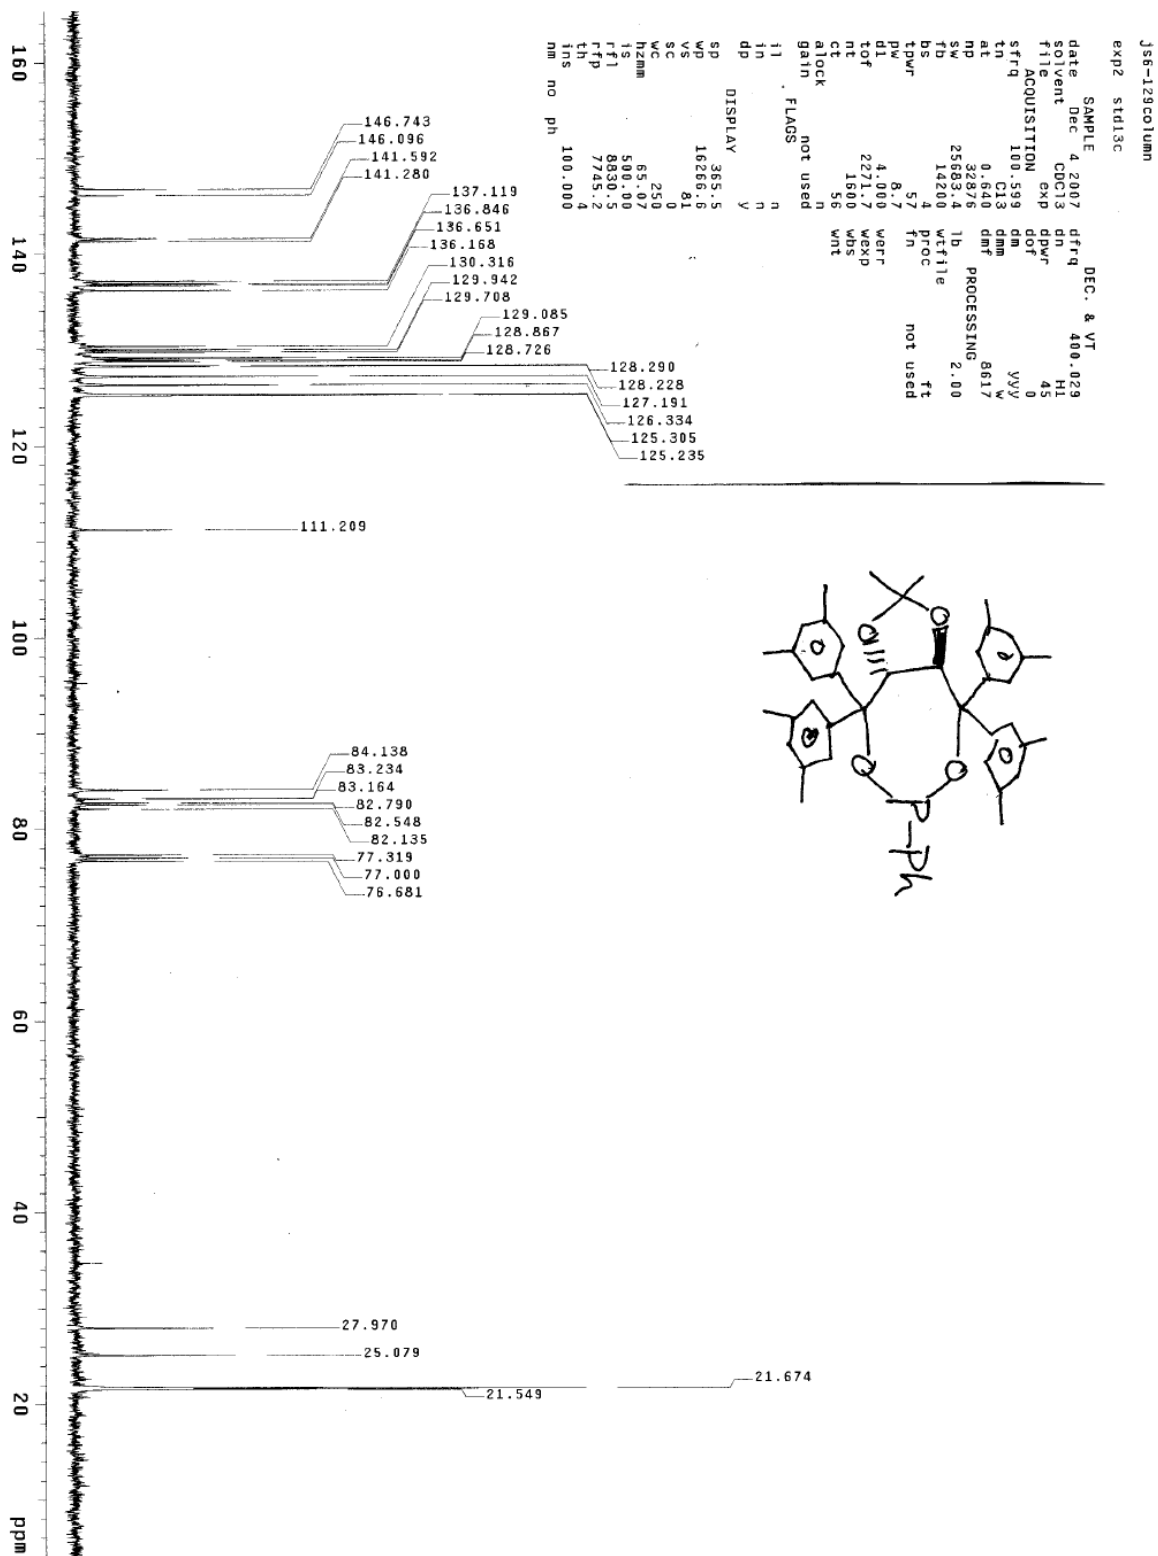 js6-129column
exp2 std13c
SAMPLE DEC. & VT
date Dec 4 2007 dfrq 400.029
solvent CDCl3 dn H1
file exp dpwr 45
ACQUISITION dof 0
sfrq 100.599 dm yyy
tn C13 dmm w
at 0.640 dmf 8617
np 32876 PROCESSING
sw 25683.4 lb 2.00
fb 14200 wtfile
bs 4 proc ft
tpwr 57 fn not used
pw 8.7
d1 4.000 werr
tof 2271.7 wexp
nt 1600 wbs
ct 56 wnt
alock n
gain not used
FLAGS
il n
in n
dp y
DISPLAY
sp 365.5
wp 16266.6
vs 81
sc 0
wc 250
hzmm 65.07
is 500.00
rfl 8830.5
rfp 7745.2
th 4
ins 100.000
nm no ph
146.743
146.096
141.592
141.280
137.119
136.846
136.651
136.168
130.316
129.942
129.708
129.085
128.867
128.726
128.290
128.228
127.191
126.334
125.305
125.235
111.209
84.138
83.234
83.164
82.790
82.548
82.135
77.319
77.000
76.681
27.970
25.079
21.674
21.549
O
O
O
O
P-Ph
160 140 120 100 80 60 40 20 ppm